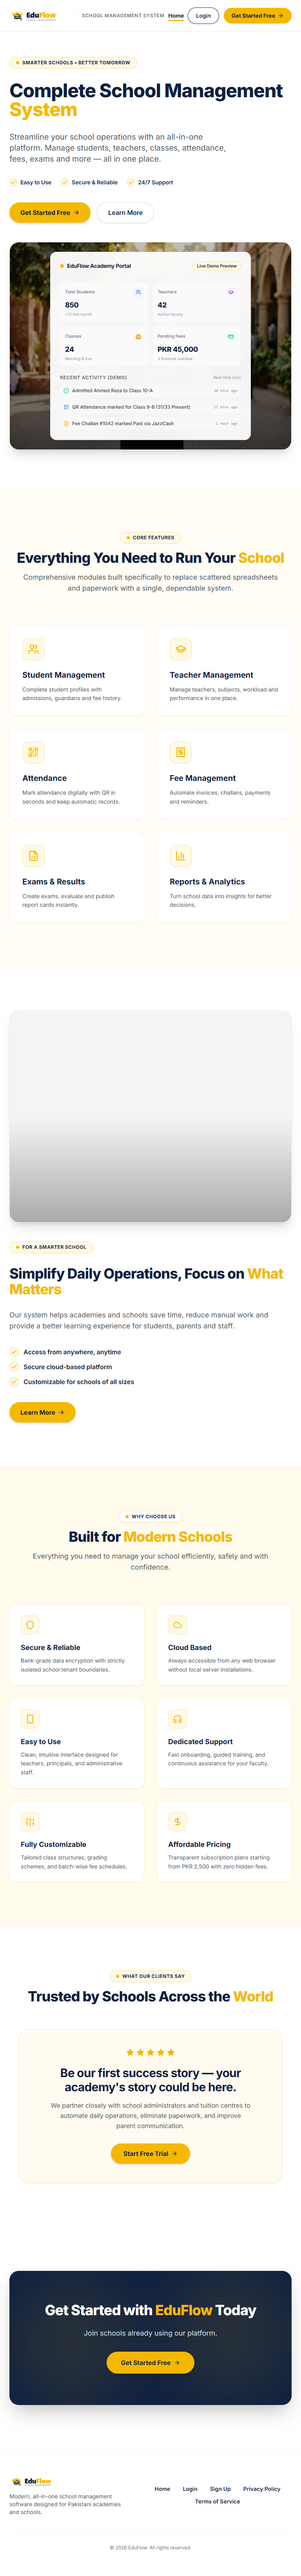 EduFlow
SCHOOL MANAGEMENT SYSTEM
Home
Login
Get Started Free →
SMARTER SCHOOLS • BETTER TOMORROW
Complete School Management
System
Streamline your school operations with an all-in-one
platform. Manage students, teachers, classes, attendance,
fees, exams and more — all in one place.
Easy to Use
Secure & Reliable
24/7 Support
Get Started Free →
Learn More
EduFlow Academy Portal
Live Demo Preview
Total Students
850
+12 this month
Teachers
42
Active faculty
Classes
24
Morning & Eve
Pending Fees
PKR 45,000
RECENT ACTIVITY (DEMO)
Real-time sync
Admitted Ahmed Raza to Class 10-A
10 mins ago
QR Attendance marked for Class 9-B (31/33 Present)
Fee Challan #1042 marked Paid via JazzCash
1 hour ago
CORE FEATURES
Everything You Need to Run Your School
Comprehensive modules built specifically to replace scattered spreadsheets
and paperwork with a single, dependable system.
Student Management
Complete student profiles with
admissions, guardians and fee history.
Teacher Management
Manage teachers, subjects, workload and
performance in one place.
Attendance
Mark attendance digitally with QR in
seconds and keep automatic records.
Fee Management
Automate invoices, challans, payments
and reminders.
Exams & Results
Create exams, evaluate and publish
report cards instantly.
Reports & Analytics
Turn school data into insights for better
decisions.
FOR A SMARTER SCHOOL
Simplify Daily Operations, Focus on What
Matters
Our system helps academies and schools save time, reduce manual work and
provide a better learning experience for students, parents and staff.
Access from anywhere, anytime
Secure cloud-based platform
Customizable for schools of all sizes
Learn More →
WHY CHOOSE US
Built for Modern Schools
Everything you need to manage your school efficiently, safely and with
confidence.
Secure & Reliable
Bank-grade data encryption with strictly
isolated school tenant boundaries.
Cloud Based
Always accessible from any web browser
without local server installations.
Easy to Use
Clean, intuitive interface designed for
teachers, principals, and administrative
staff.
Dedicated Support
Fast onboarding, guided training, and
continuous assistance for your faculty.
Fully Customizable
Tailored class structures, grading
schemes, and batch-wise fee schedules.
Affordable Pricing
Transparent subscription plans starting
from PKR 2,500 with zero hidden fees.
WHAT OUR CLIENTS SAY
Trusted by Schools Across the World
Be our first success story — your
academy's story could be here.
We partner closely with school administrators and tuition centres to
automate daily operations, eliminate paperwork, and improve
parent communication.
Start Free Trial →
Get Started with EduFlow Today
Join schools already using our platform.
Get Started Free →
EduFlow
Modern, all-in-one school management
software designed for Pakistani academies
and schools.
Home
Login
Sign Up
Privacy Policy
Terms of Service
© 2026 EduFlow. All rights reserved.